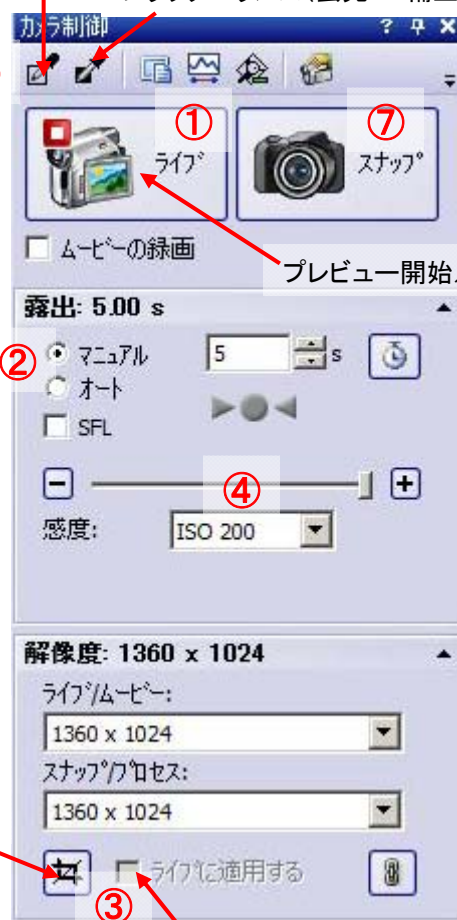 カメラ制御
①
ライブ
⑦
スナップ
ムービーの録画
プレビュー開始
露出: 5.00 s
②
マニュアル
5
s
オート
SFL
④
感度:
ISO 200
解像度: 1360 x 1024
ライブ/ムービー:
1360 x 1024
スナップ/プロセス:
1360 x 1024
ライブに適用する
③